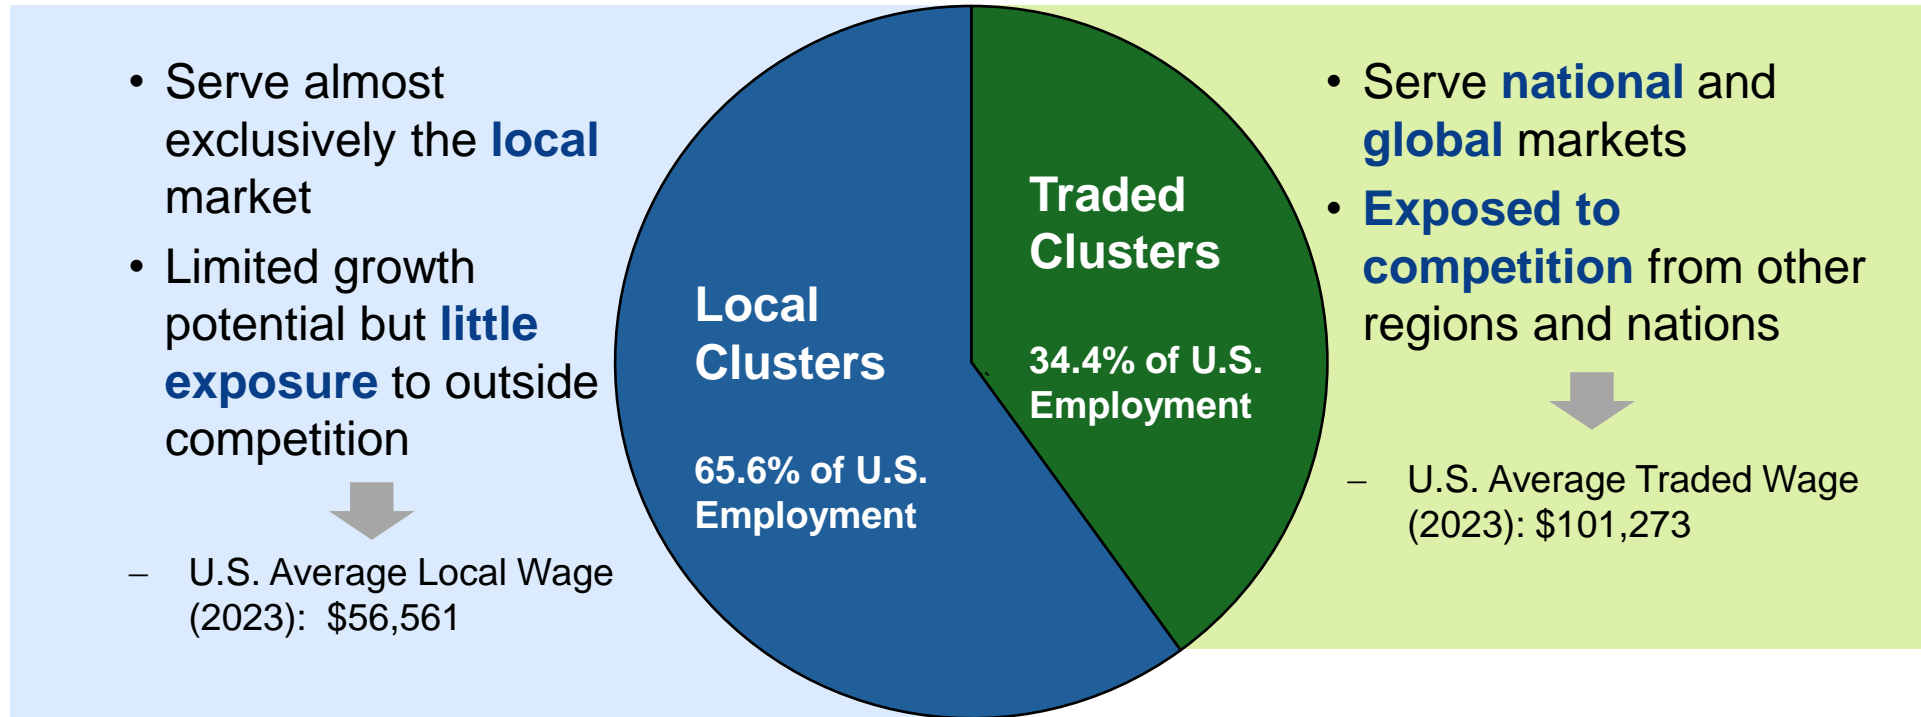 • Serve almost
exclusively the local
market
• Limited growth
potential but little
exposure to outside
competition
– U.S. Average Local Wage
(2023): $56,561
Local
Clusters
65.6% of U.S.
Employment
Traded
Clusters
34.4% of U.S.
Employment
• Serve national and
global markets
• Exposed to
competition from other
regions and nations
– U.S. Average Traded Wage
(2023): $101,273